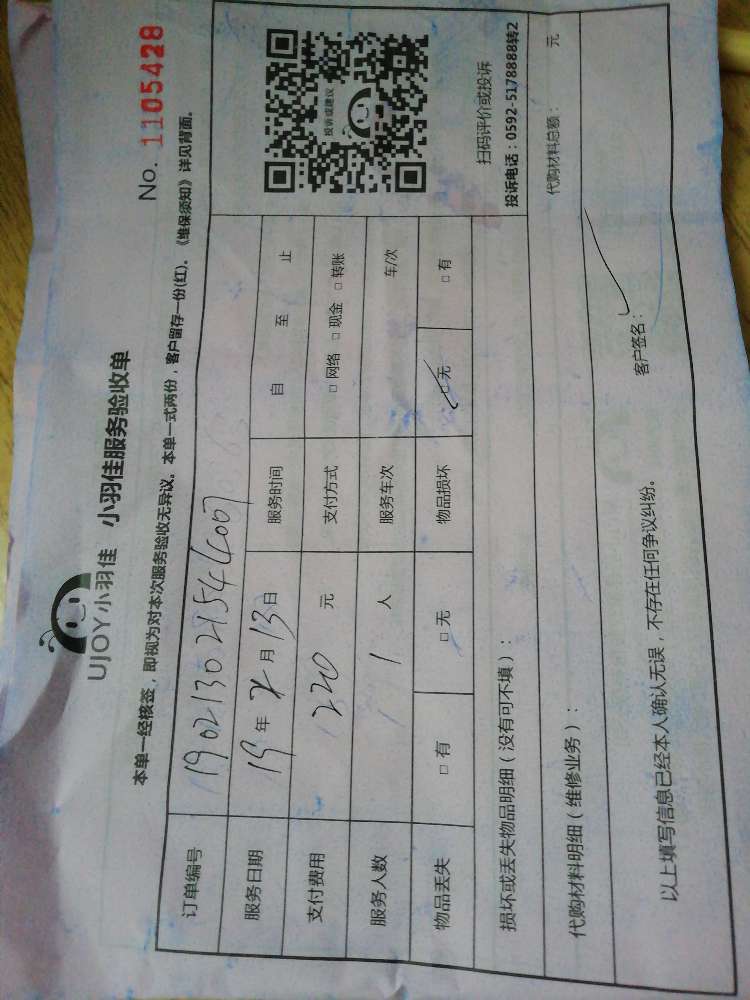 UJOY小羽佳 小羽佳服务验收单
No. 1105428
本单一经核签，即视为对本次服务验收无异议。本单一式两份，客户留存一份(红)。《维保须知》详见背面。
订单编号
服务日期 19 年 2 月 13 日 服务时间 自 至 止
支付费用 220 元 支付方式 □ 网络 □ 现金 □ 转账
服务人数 1 人 服务车次 车/次
物品丢失 □ 有 □ 无 物品损坏 □ 无 □ 有
投诉或建议
扫码评价或投诉
投诉电话：0592-5178888转2
损坏或丢失物品明细（没有可不填）：
代购材料明细（维修业务）： 代购材料总额： 元
以上填写信息已经本人确认无误，不存在任何争议纠纷。 客户签名：